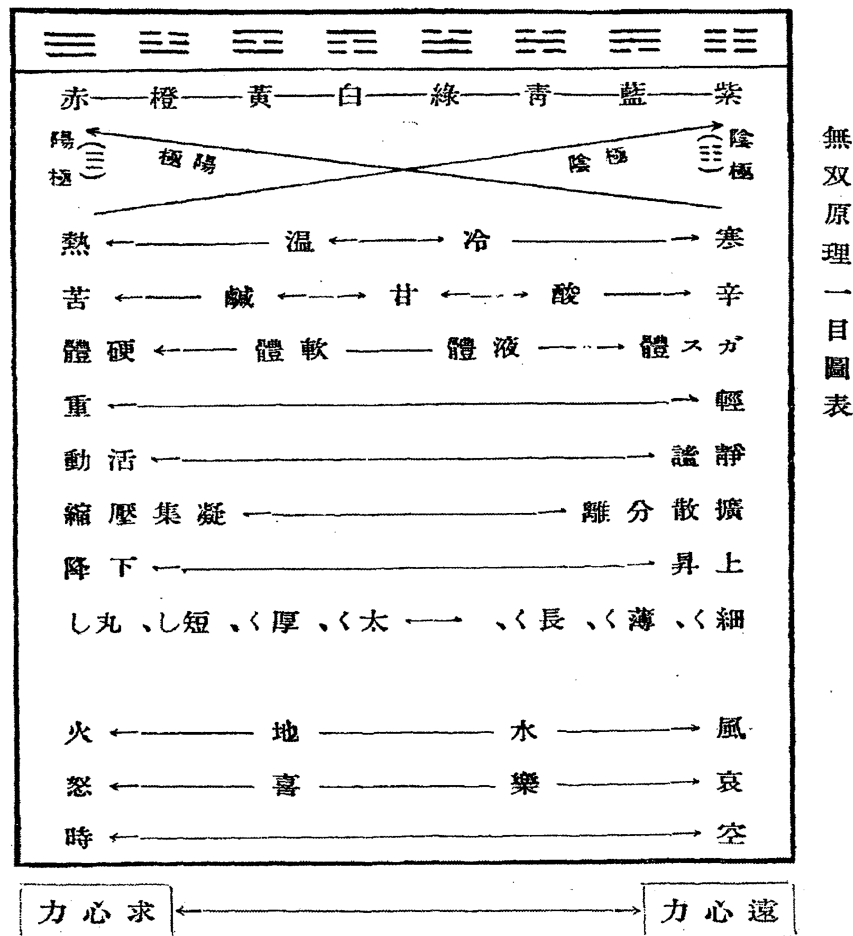 無双原理一目圖表
☷ ☶ ☵ ☴ ☳ ☲ ☱ ☰
紫 藍 靑 綠 白 黃 橙 赤
陰極(☷) 陰極 陽極 陽極(☰)
寒 冷 温 熱
辛 酸 甘 鹹 苦
ガス體 液體 軟體 硬體
輕 重
靜謐 活動
擴散分離 凝集壓縮
上昇 下降
細く、薄く、長く、 太く、厚く、短し、丸し
風 水 地 火
哀 樂 喜 怒
空 時
遠心力 求心力